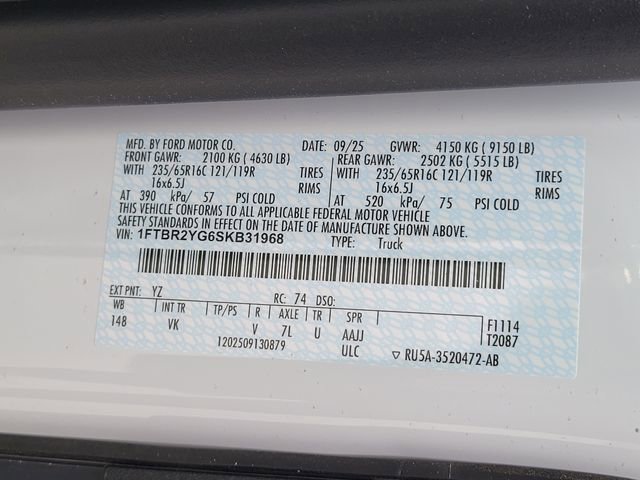 MFD. BY FORD MOTOR CO. DATE: 09/25 GVWR: 4150 KG ( 9150 LB)
FRONT GAWR: 2100 KG ( 4630 LB) REAR GAWR: 2502 KG ( 5515 LB)
WITH 235/65R16C 121/119R TIRES WITH 235/65R16C 121/119R TIRES
16x6.5J RIMS 16x6.5J RIMS
AT 390 kPa/ 57 PSI COLD AT 520 kPa/ 75 PSI COLD
THIS VEHICLE CONFORMS TO ALL APPLICABLE FEDERAL MOTOR VEHICLE
SAFETY STANDARDS IN EFFECT ON THE DATE OF MANUFACTURE SHOWN ABOVE.
VIN: 1FTBR2YG6SKB31968 TYPE: Truck
EXT PNT: YZ RC: 74 DSO:
WB INT TR TP/PS R AXLE TR SPR F1114
148 VK V 7L U AAJJ T2087
1202509130879 ULC ▽ RU5A-3520472-AB